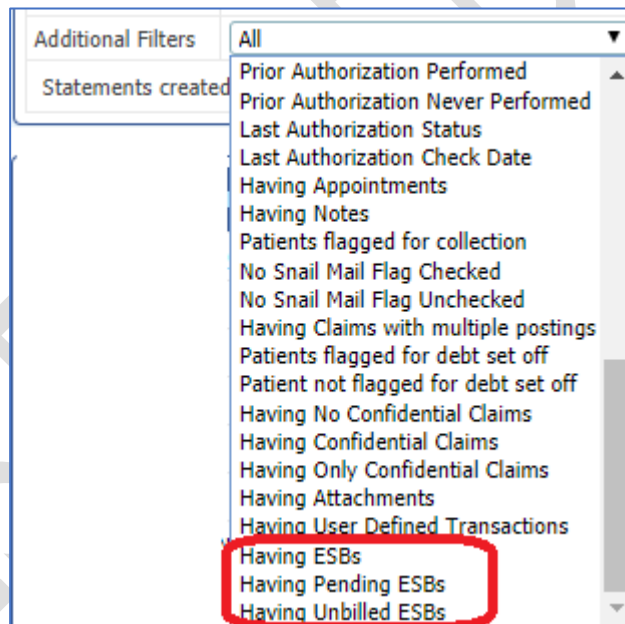 Additional Filters All
Statements created
Prior Authorization Performed
Prior Authorization Never Performed
Last Authorization Status
Last Authorization Check Date
Having Appointments
Having Notes
Patients flagged for collection
No Snail Mail Flag Checked
No Snail Mail Flag Unchecked
Having Claims with multiple postings
Patients flagged for debt set off
Patient not flagged for debt set off
Having No Confidential Claims
Having Confidential Claims
Having Only Confidential Claims
Having Attachments
Having User Defined Transactions
Having ESBs
Having Pending ESBs
Having Unbilled ESBs